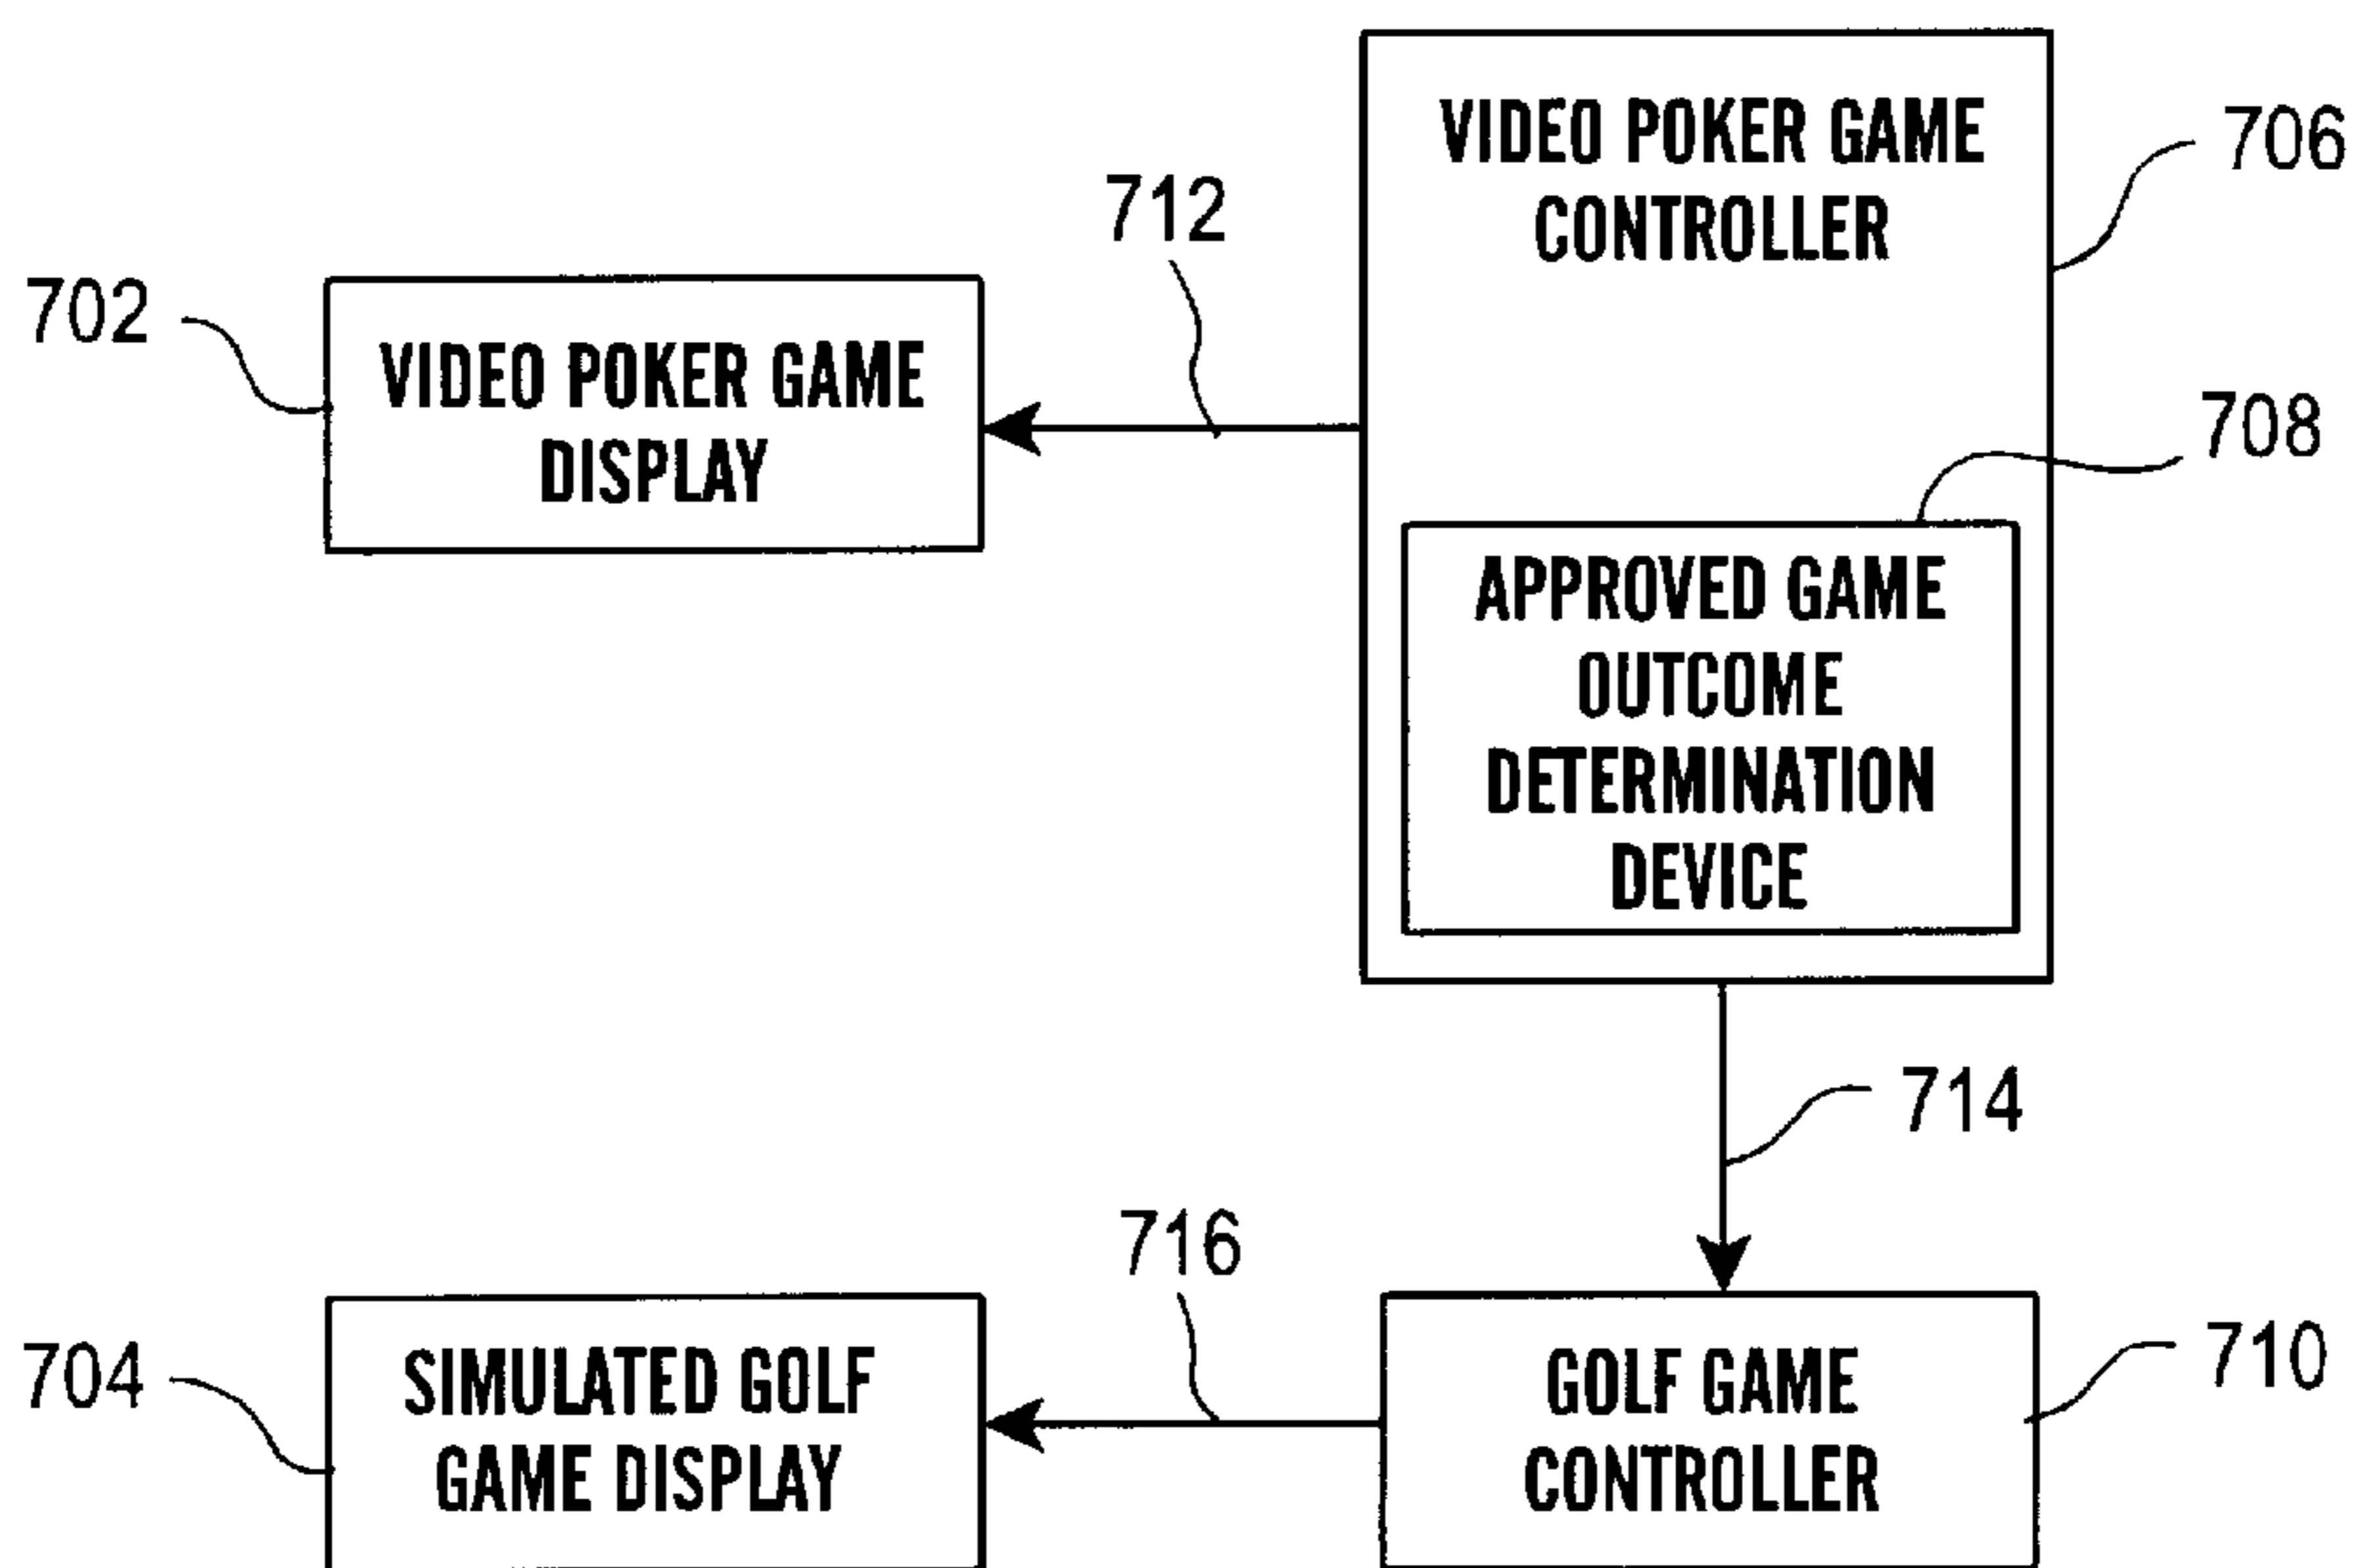 VIDEO POKER GAME
CONTROLLER
706
712
702
VIDEO POKER GAME
DISPLAY
708
APPROVED GAME
OUTCOME
DETERMINATION
DEVICE
714
716
704
SIMULATED GOLF
GAME DISPLAY
GOLF GAME
CONTROLLER
710